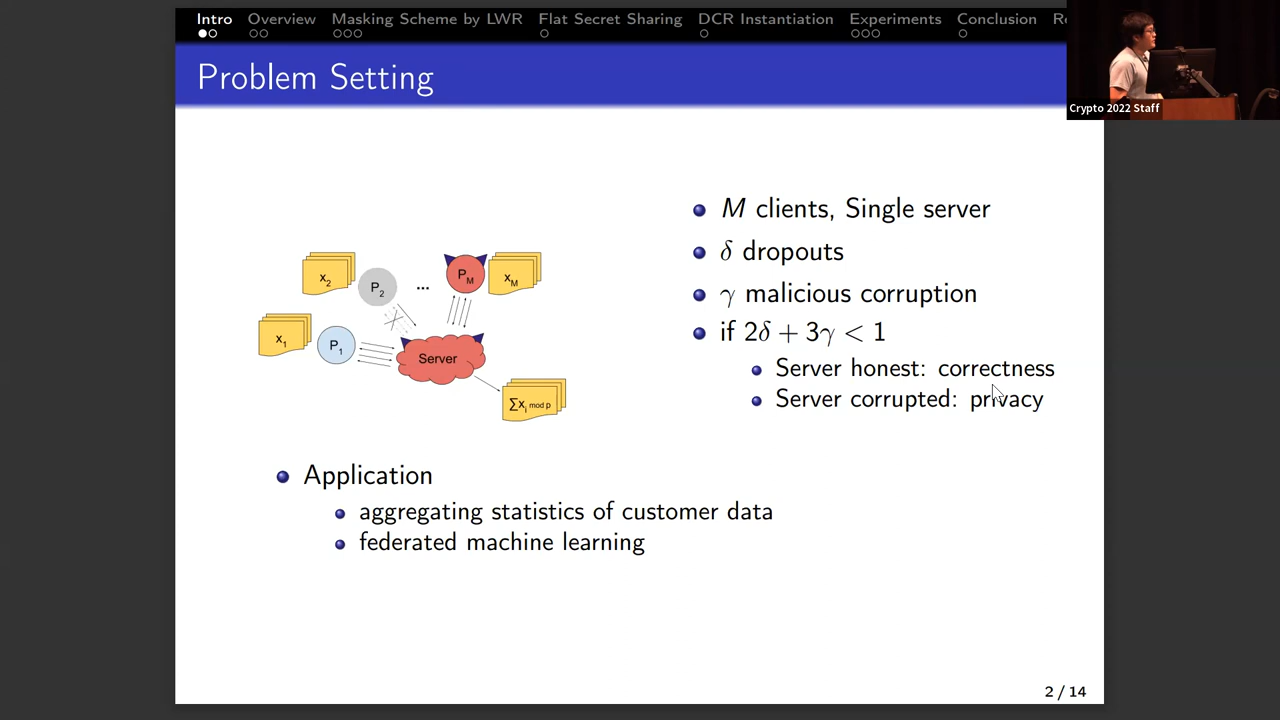 Intro Overview Masking Scheme by LWR Flat Secret Sharing DCR Instantiation Experiments Conclusion
Problem Setting
Crypto 2022 Staff
x2 P2 ... PM xM
x1 P1 Server
∑xi mod p
M clients, Single server
δ dropouts
γ malicious corruption
if 2δ + 3γ < 1
Server honest: correctness
Server corrupted: privacy
Application
aggregating statistics of customer data
federated machine learning
2 / 14